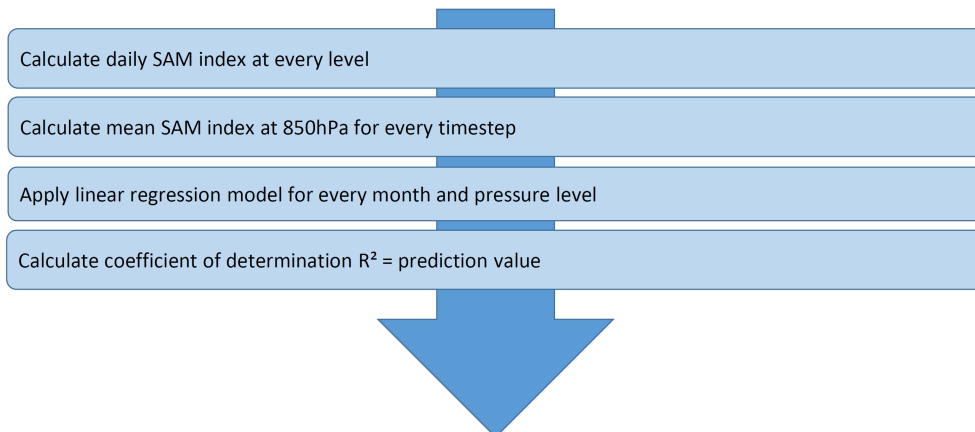 Calculate daily SAM index at every level
Calculate mean SAM index at 850hPa for every timestep
Apply linear regression model for every month and pressure level
Calculate coefficient of determination R² = prediction value